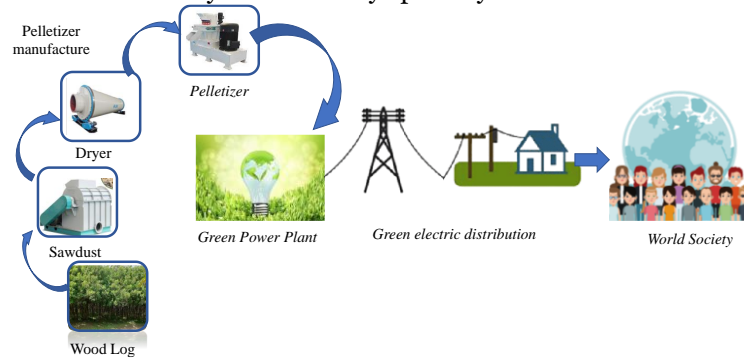 Pelletizer
manufacture
Pelletizer
Dryer
Sawdust
Wood Log
Green Power Plant
Green electric distribution
World Society